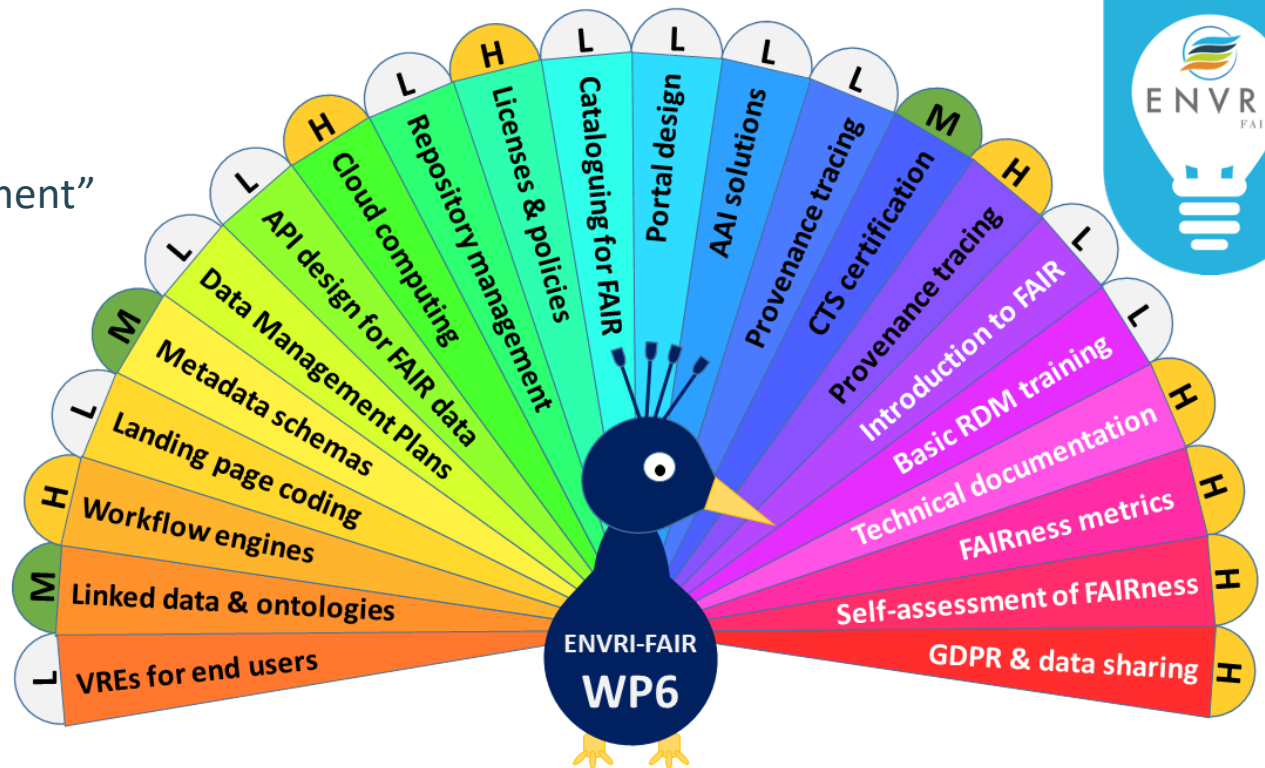 L
VREs for end users
M
Linked data & ontologies
H
Workflow engines
L
Landing page coding
M
Metadata schemas
L
Data Management Plans
L
API design for FAIR data
H
Cloud computing
L
Repository management
H
Licenses & policies
L
Cataloguing for FAIR
L
Portal design
L
AAI solutions
L
Provenance tracing
M
CTS certification
H
Provenance tracing
L
Introduction to FAIR
L
Basic RDM training
H
Technical documentation
H
FAIRness metrics
H
Self-assessment of FAIRness
H
GDPR & data sharing
ENVRI-FAIR
WP6
ENVR
FAI